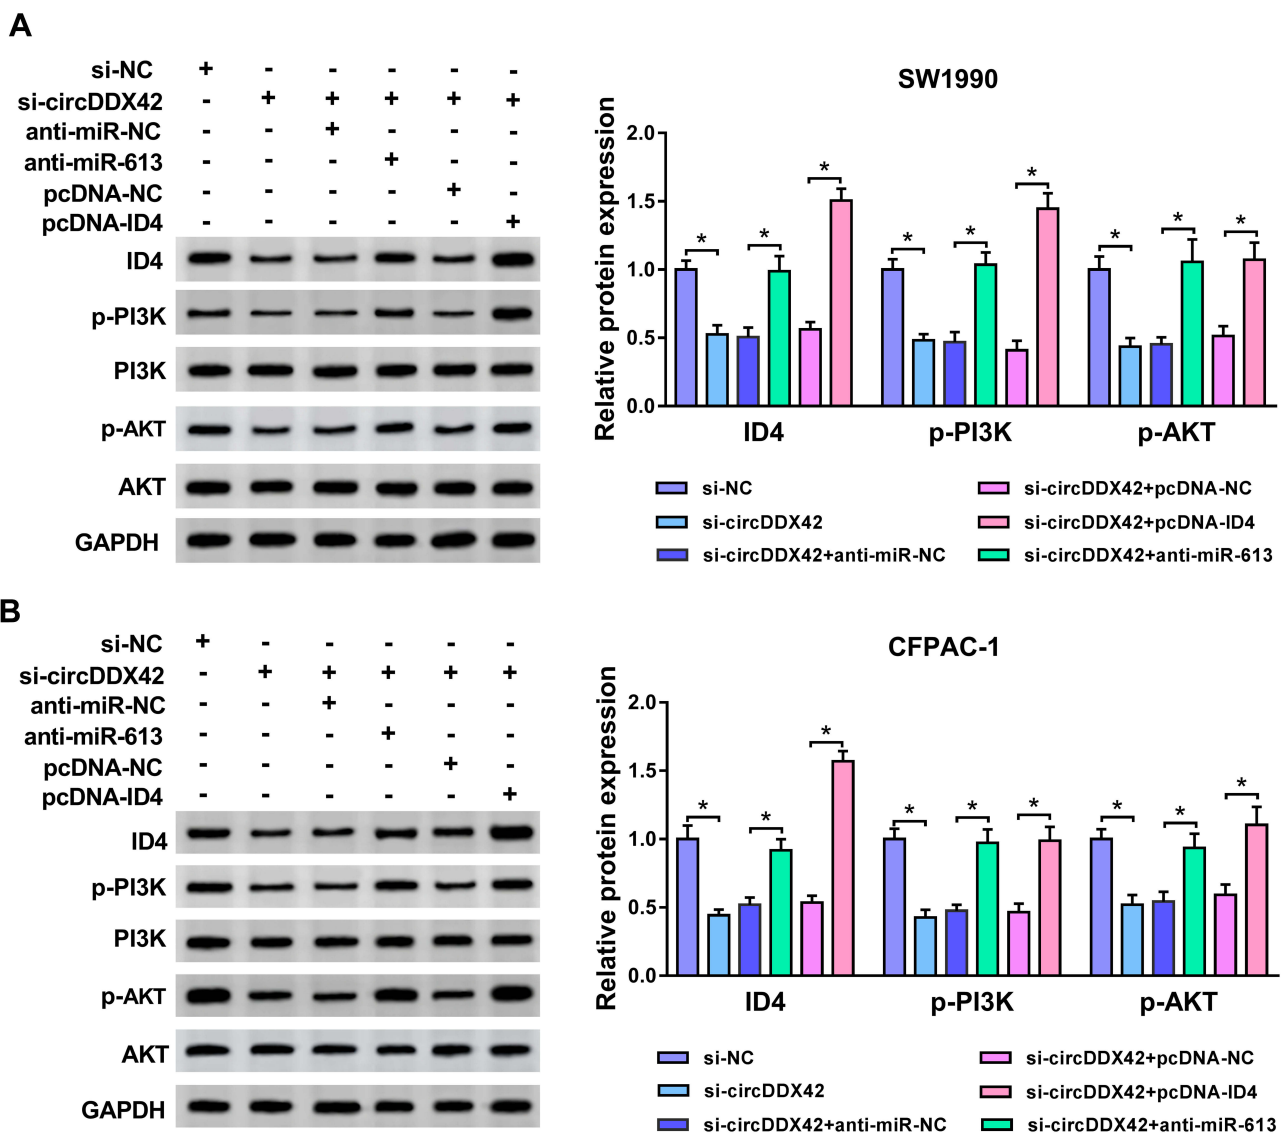 A
si-NC + - - - - -
si-circDDX42 - + + + + +
anti-miR-NC - - + - - -
anti-miR-613 - - - + - -
pcDNA-NC - - - - + -
pcDNA-ID4 - - - - - +
ID4
p-PI3K
PI3K
p-AKT
AKT
GAPDH
SW1990
Relative protein expression
2.0
1.5
1.0
0.5
0.0
* * * * * * * * *
ID4 p-PI3K p-AKT
si-NC si-circDDX42+pcDNA-NC
si-circDDX42 si-circDDX42+pcDNA-ID4
si-circDDX42+anti-miR-NC si-circDDX42+anti-miR-613
B
si-NC + - - - - -
si-circDDX42 - + + + + +
anti-miR-NC - - + - - -
anti-miR-613 - - - + - -
pcDNA-NC - - - - + -
pcDNA-ID4 - - - - - +
ID4
p-PI3K
PI3K
p-AKT
AKT
GAPDH
CFPAC-1
Relative protein expression
2.0
1.5
1.0
0.5
0.0
* * * * * * * * *
ID4 p-PI3K p-AKT
si-NC si-circDDX42+pcDNA-NC
si-circDDX42 si-circDDX42+pcDNA-ID4
si-circDDX42+anti-miR-NC si-circDDX42+anti-miR-613